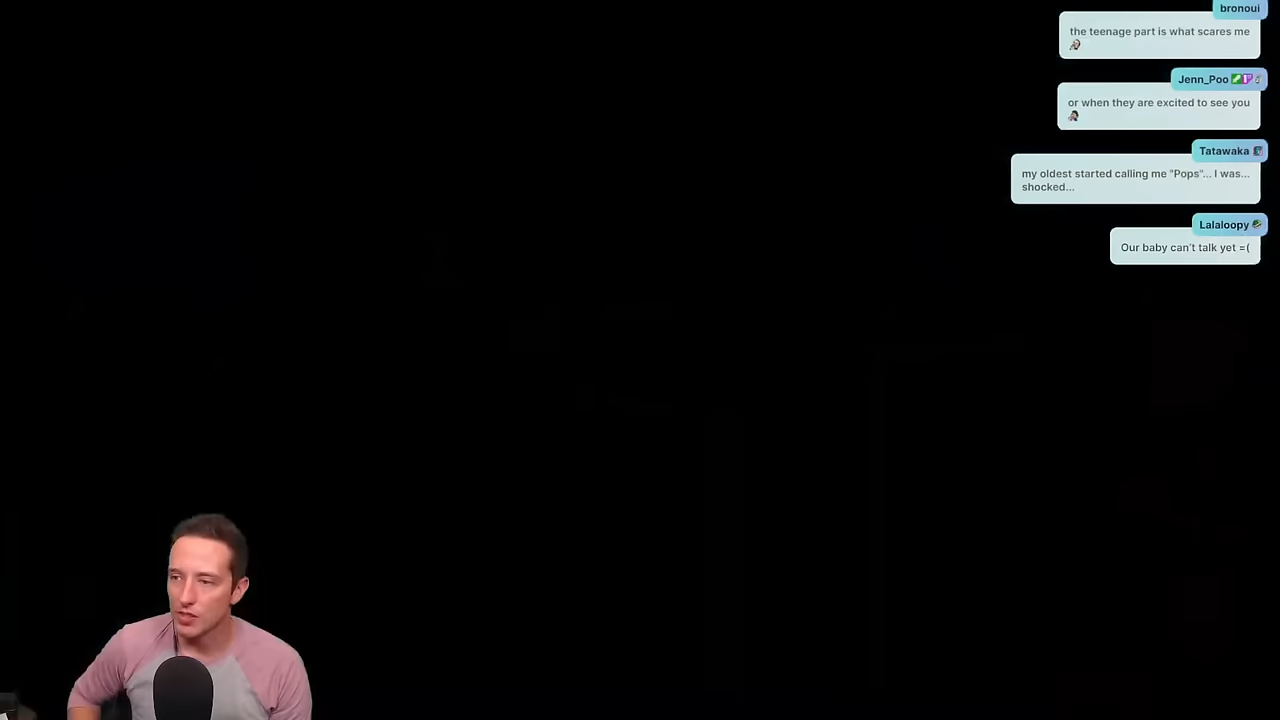 bronoui
the teenage part is what scares me
Jenn_Poo
or when they are excited to see you
Tatawaka
my oldest started calling me "Pops"... I was...
shocked...
Lalaloopy
Our baby can't talk yet =(